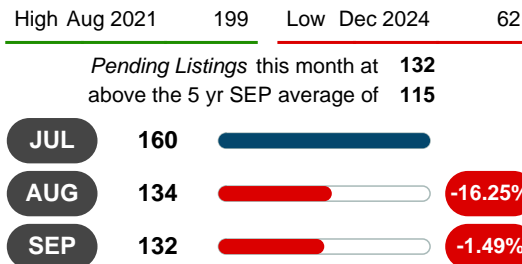 High Aug 2021 199 Low Dec 2024 62
Pending Listings this month at 132
above the 5 yr SEP average of 115
JUL 160
AUG 134 -16.25%
SEP 132 -1.49%